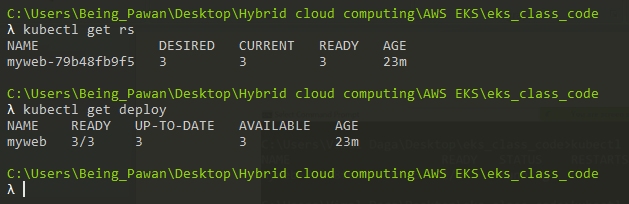 C:\Users\Being_Pawan\Desktop\Hybrid cloud computing\AWS EKS\eks_class_code
λ kubectl get rs
NAME DESIRED CURRENT READY AGE
myweb-79b48fb9f5 3 3 3 23m
C:\Users\Being_Pawan\Desktop\Hybrid cloud computing\AWS EKS\eks_class_code
λ kubectl get deploy
NAME READY UP-TO-DATE AVAILABLE AGE
myweb 3/3 3 3 23m
C:\Users\Being_Pawan\Desktop\Hybrid cloud computing\AWS EKS\eks_class_code
λ